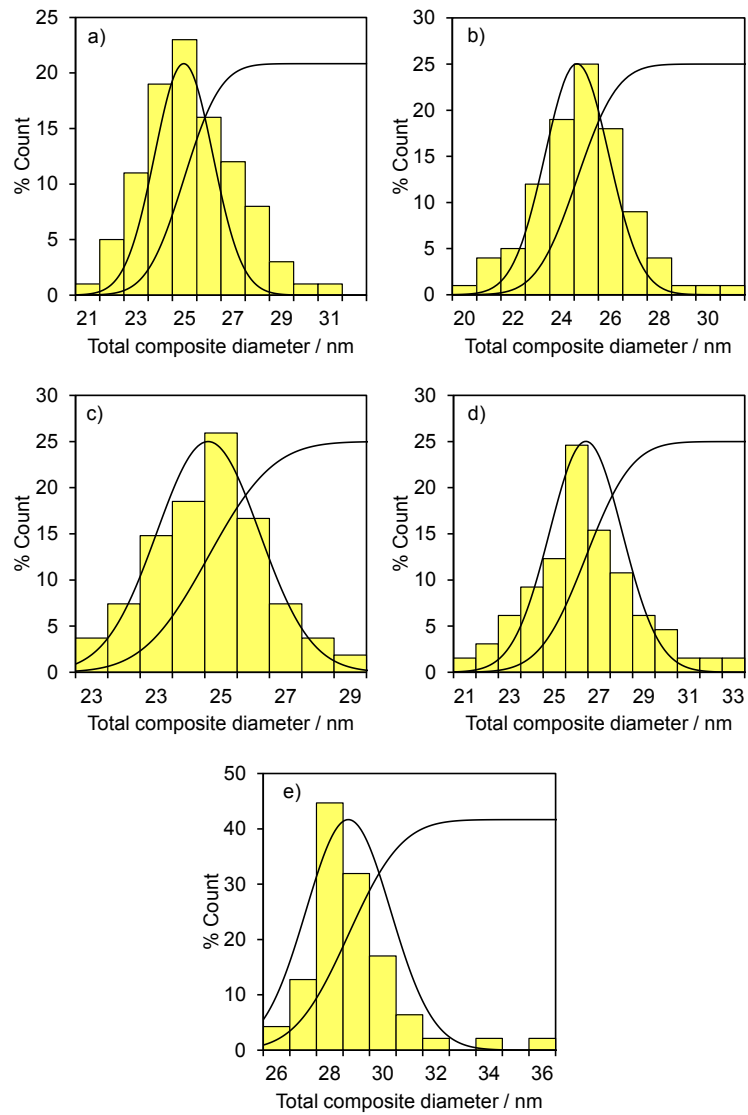 a)
25
20
15
10
5
0
% Count
21 23 25 27 29 31
Total composite diameter / nm
b)
30
25
20
15
10
5
0
% Count
20 22 24 26 28 30
Total composite diameter / nm
c)
30
25
20
15
10
5
0
% Count
23 23 25 27 29
Total composite diameter / nm
d)
30
25
20
15
10
5
0
% Count
21 23 25 27 29 31 33
Total composite diameter / nm
e)
50
40
30
20
10
0
% Count
26 28 30 32 34 36
Total composite diameter / nm